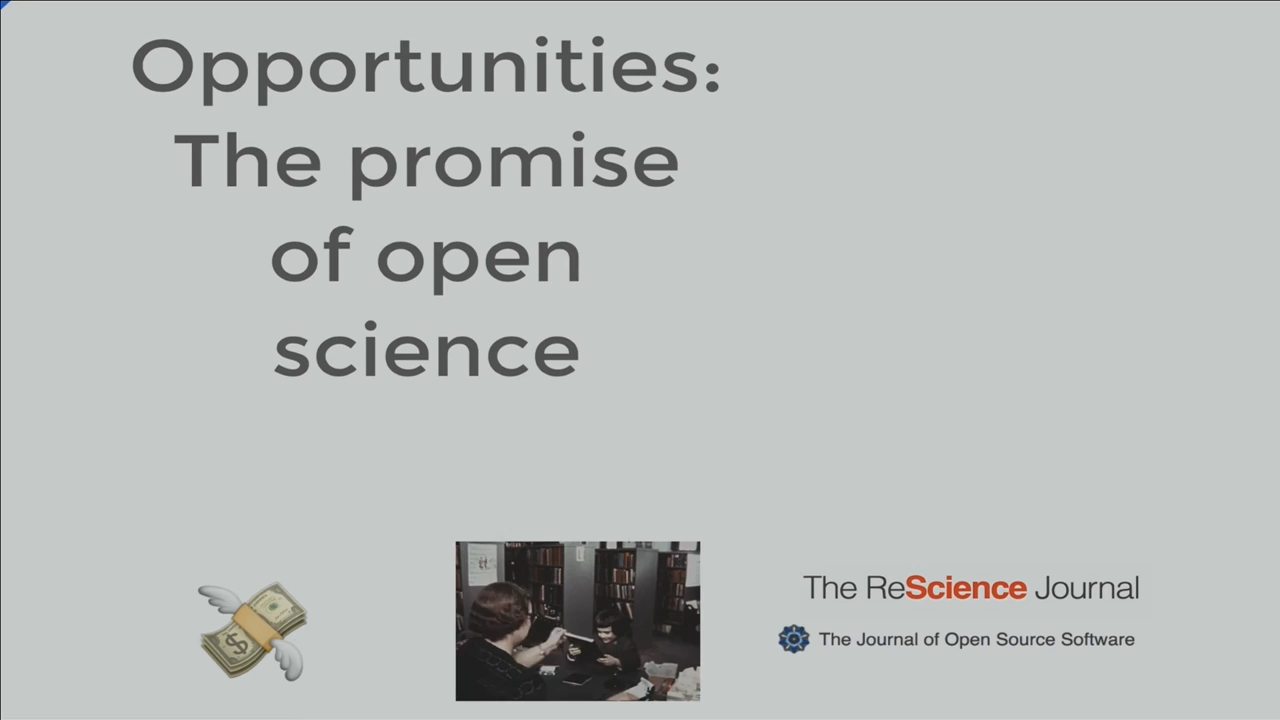 Opportunities:
The promise
of open
science
The ReScience Journal
The Journal of Open Source Software